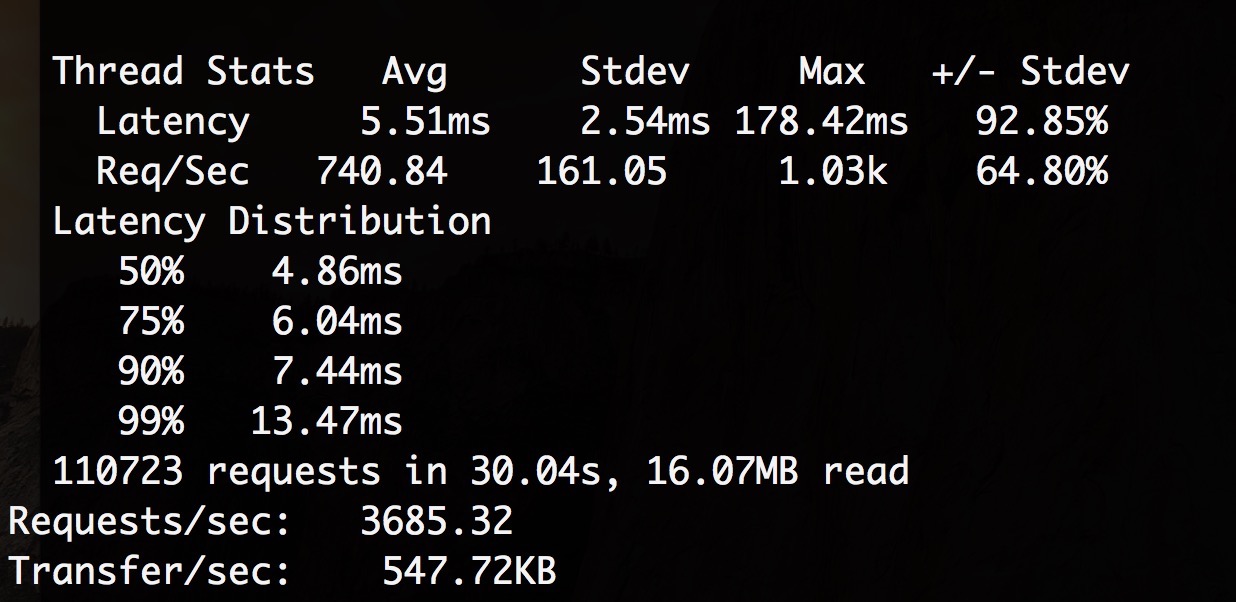 Thread Stats   Avg      Stdev     Max   +/- Stdev
Latency     5.51ms    2.54ms 178.42ms   92.85%
Req/Sec   740.84    161.05     1.03k    64.80%
Latency Distribution
50%    4.86ms
75%    6.04ms
90%    7.44ms
99%   13.47ms
110723 requests in 30.04s, 16.07MB read
Requests/sec:   3685.32
Transfer/sec:    547.72KB